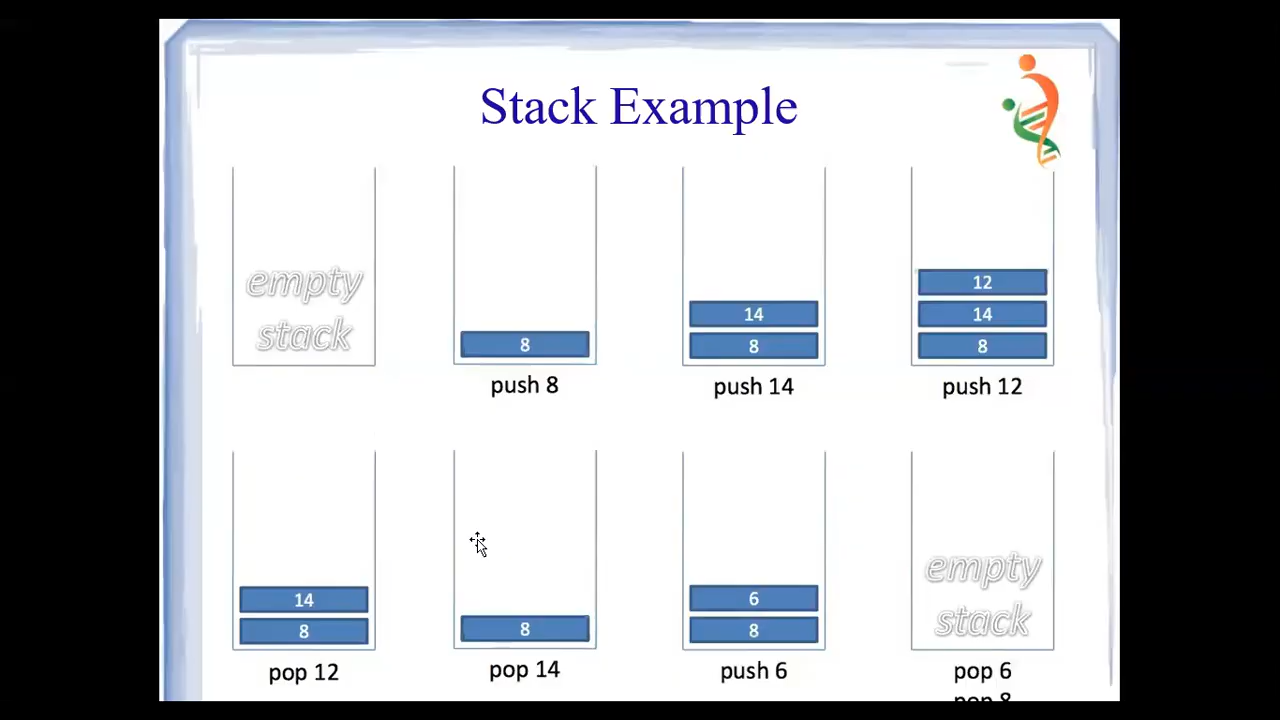 Stack Example
empty
stack
8
push 8
14
8
push 14
12
14
8
push 12
14
8
pop 12
8
pop 14
6
8
push 6
empty
stack
pop 6
pop 8